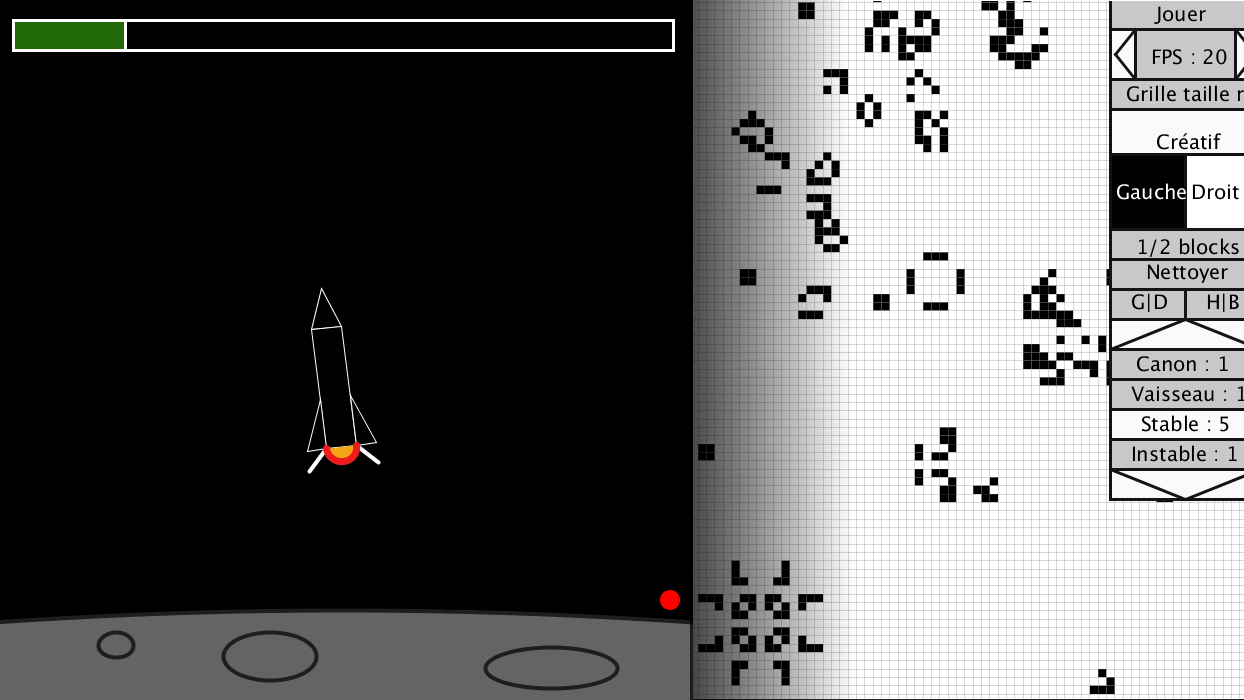 Jouer
FPS : 20
Grille taille r
Créatif
Gauche Droit
1/2 blocks
Nettoyer
G|D H|B
Canon : 1
Vaisseau : 1
Stable : 5
Instable : 1